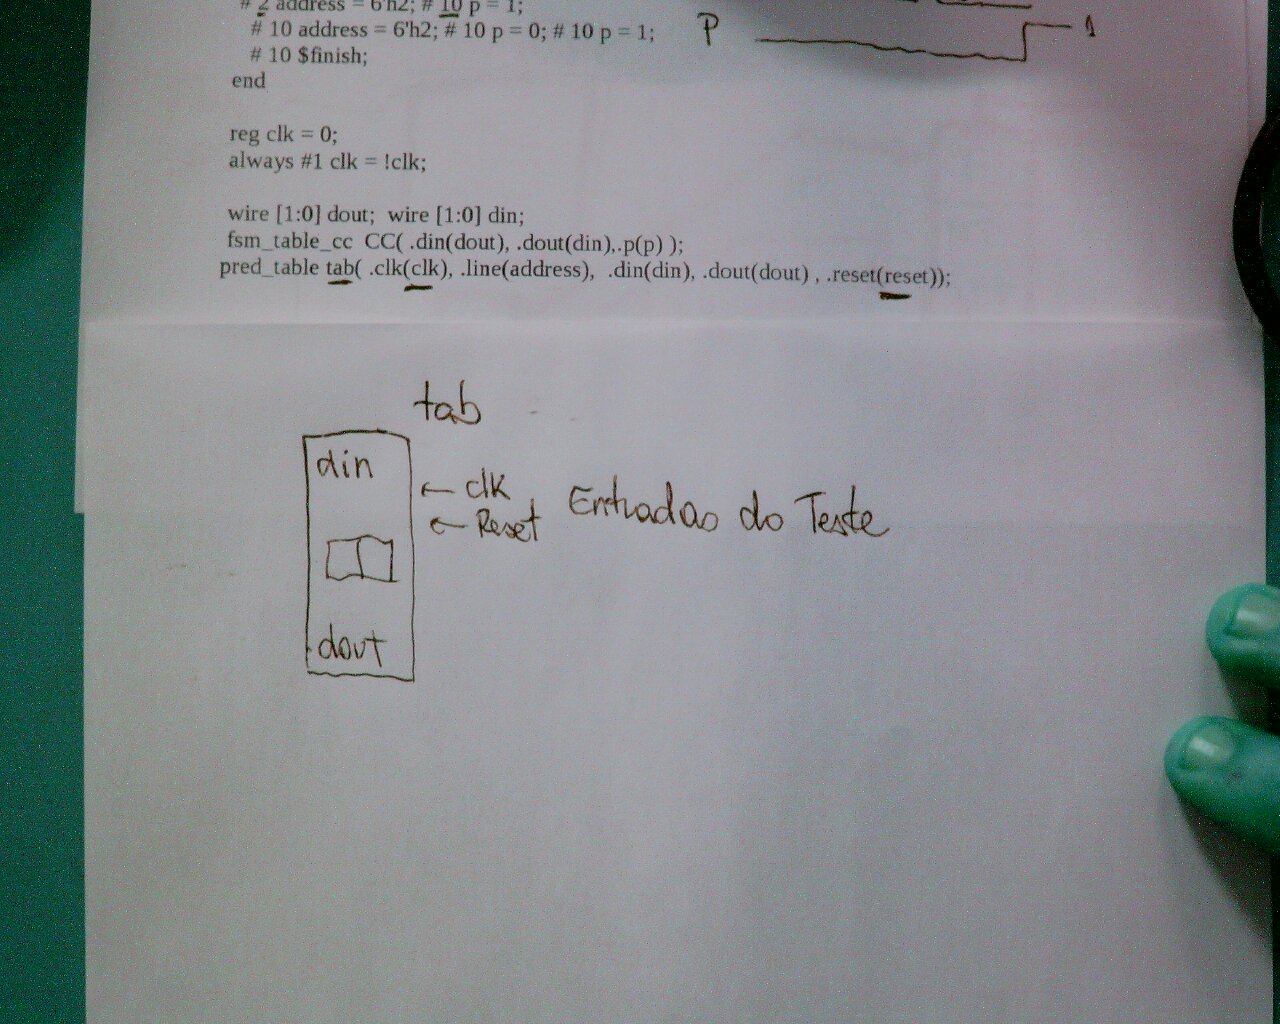 # 2 address = 6'h2; # 10 p = 1;
# 10 address = 6'h2; # 10 p = 0; # 10 p = 1;
# 10 $finish;
end
P
1
reg clk = 0;
always #1 clk = !clk;
wire [1:0] dout; wire [1:0] din;
fsm_table_cc CC( .din(dout), .dout(din),.p(p) );
pred_table tab( .clk(clk), .line(address), .din(din), .dout(dout) , .reset(reset));
tab
din
← clk
← Reset
Entradas do Teste
dout